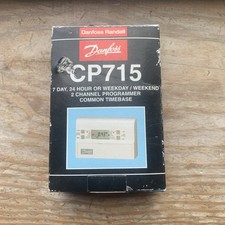 Danfoss Randall
Danfoss
CP715
7 DAY, 24 HOUR OR WEEKDAY / WEEKEND
2 CHANNEL PROGRAMMER
COMMON TIMEBASE